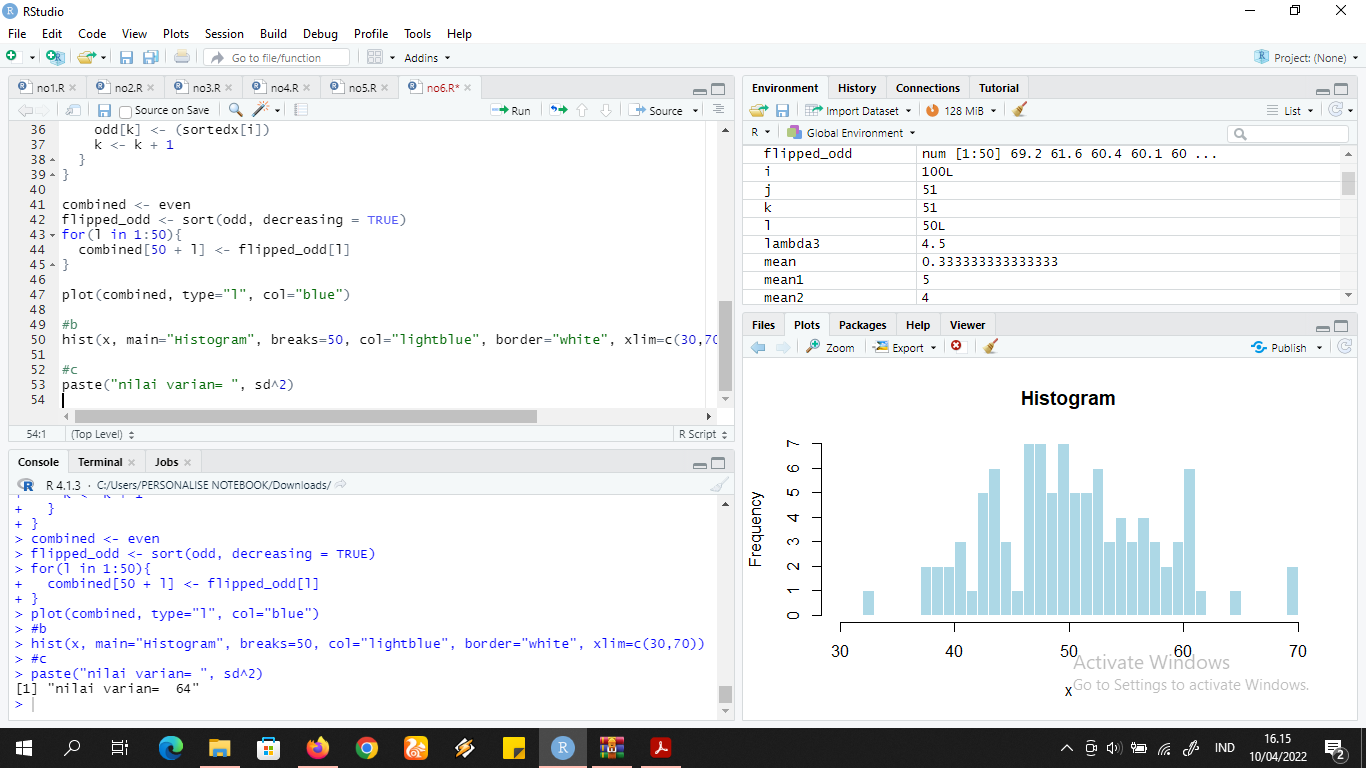 RStudio
File Edit Code View Plots Session Build Debug Profile Tools Help
Go to file/function Addins Project: (None)
no1.R no2.R no3.R no4.R no5.R no6.R*
Source on Save Run Source
36 odd[k] <- (sortedx[i])
37 k <- k + 1
38 }
39 }
40
41 combined <- even
42 flipped_odd <- sort(odd, decreasing = TRUE)
43 for(l in 1:50){
44 combined[50 + l] <- flipped_odd[l]
45 }
46
47 plot(combined, type="l", col="blue")
48
49 #b
50 hist(x, main="Histogram", breaks=50, col="lightblue", border="white", xlim=c(30,70
51
52 #c
53 paste("nilai varian= ", sd^2)
54
54:1 (Top Level) R Script
Console Terminal Jobs
R 4.1.3 · C:/Users/PERSONALISE NOTEBOOK/Downloads/
+ k <- k + 1
+ }
+ }
> combined <- even
> flipped_odd <- sort(odd, decreasing = TRUE)
> for(l in 1:50){
+ combined[50 + l] <- flipped_odd[l]
+ }
> plot(combined, type="l", col="blue")
> #b
> hist(x, main="Histogram", breaks=50, col="lightblue", border="white", xlim=c(30,70))
> #c
> paste("nilai varian= ", sd^2)
[1] "nilai varian=  64"
>
Environment History Connections Tutorial
Import Dataset 128 MiB List
R Global Environment
flipped_odd num [1:50] 69.2 61.6 60.4 60.1 60 ...
i 100L
j 51
k 51
l 50L
lambda3 4.5
mean 0.333333333333333
mean1 5
mean2 4
Files Plots Packages Help Viewer
Zoom Export Publish
Histogram
Frequency
7
6
5
4
3
2
1
0
30 40 50 60 70
x
Activate Windows
Go to Settings to activate Windows.
IND
16.15
10/04/2022
2